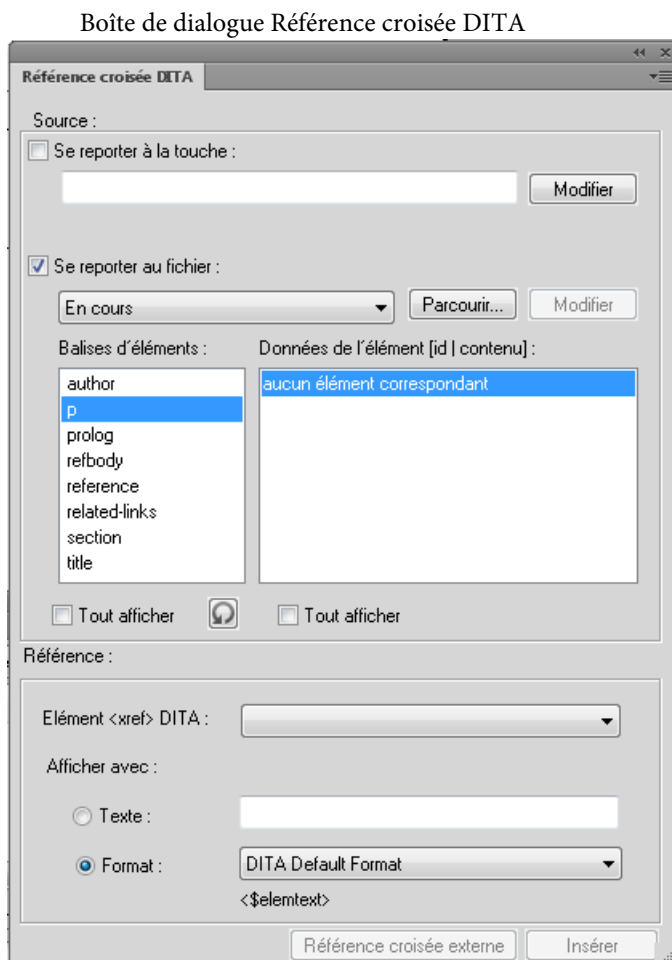 Boîte de dialogue Référence croisée DITA
Référence croisée DITA
Source :
Se reporter à la touche :
Modifier
Se reporter au fichier :
En cours
Parcourir...
Modifier
Balises d'éléments :
Données de l'élément [id | contenu] :
author
aucun élément correspondant
p
prolog
refbody
reference
related-links
section
title
Tout afficher
Tout afficher
Référence :
Elément <xref> DITA :
Afficher avec :
Texte :
Format :
DITA Default Format
<$elemtext>
Référence croisée externe
Insérer